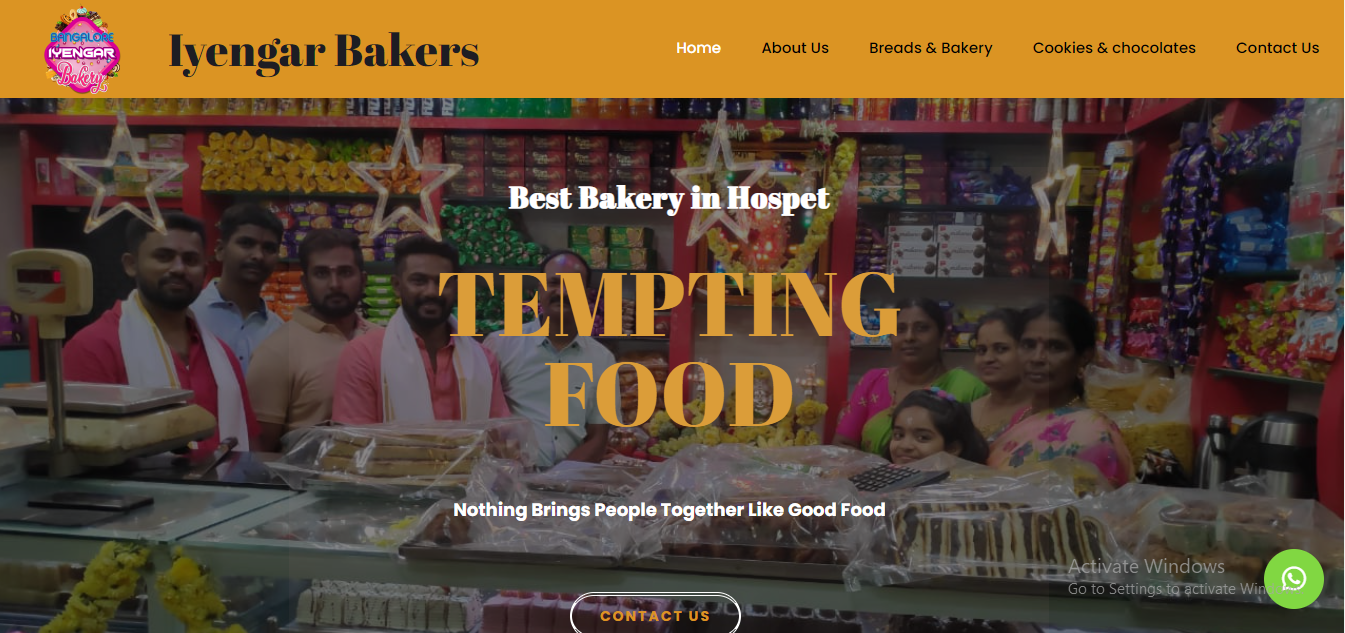 BANGALORE
IYENGAR
Bakery
Iyengar Bakers
Home
About Us
Breads & Bakery
Cookies & chocolates
Contact Us
Best Bakery in Hospet
TEMPTING
FOOD
Nothing Brings People Together Like Good Food
CONTACT US
Activate Windows
Go to Settings to activate Win